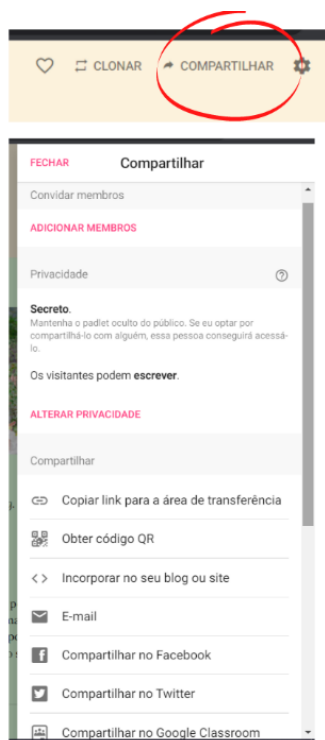 CLONAR COMPARTILHAR
FECHAR Compartilhar
Convidar membros
ADICIONAR MEMBROS
Privacidade
Secreto.
Mantenha o padlet oculto do público. Se eu optar por
compartilhá-lo com alguém, essa pessoa conseguirá acessá-
lo.
Os visitantes podem escrever.
ALTERAR PRIVACIDADE
Compartilhar
Copiar link para a área de transferência
Obter código QR
Incorporar no seu blog ou site
E-mail
Compartilhar no Facebook
Compartilhar no Twitter
Compartilhar no Google Classroom